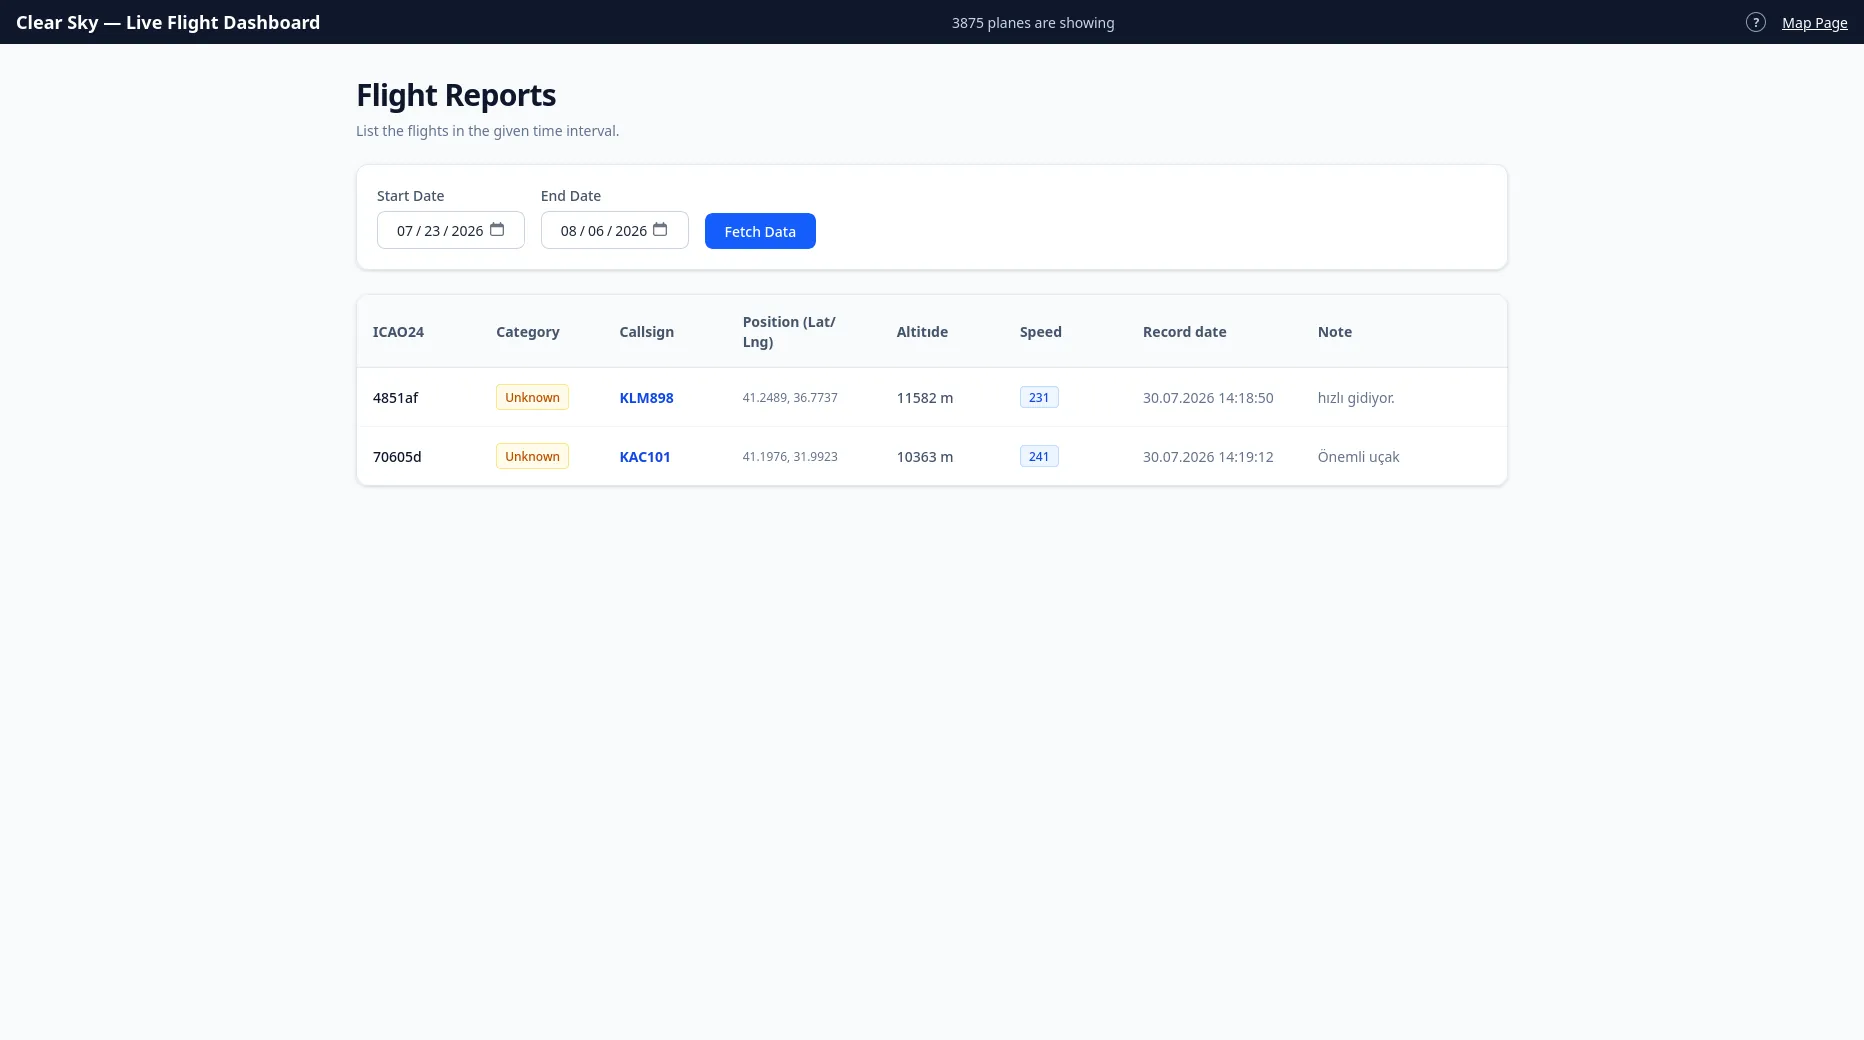 Clear Sky — Live Flight Dashboard
3875 planes are showing
?
Map Page
Flight Reports
List the flights in the given time interval.
Start Date
End Date
07 / 23 / 2026
08 / 06 / 2026
Fetch Data
ICAO24
Category
Callsign
Position (Lat/
Lng)
Altitıde
Speed
Record date
Note
4851af
Unknown
KLM898
41.2489, 36.7737
11582 m
231
30.07.2026 14:18:50
hızlı gidiyor.
70605d
Unknown
KAC101
41.1976, 31.9923
10363 m
241
30.07.2026 14:19:12
Önemli uçak